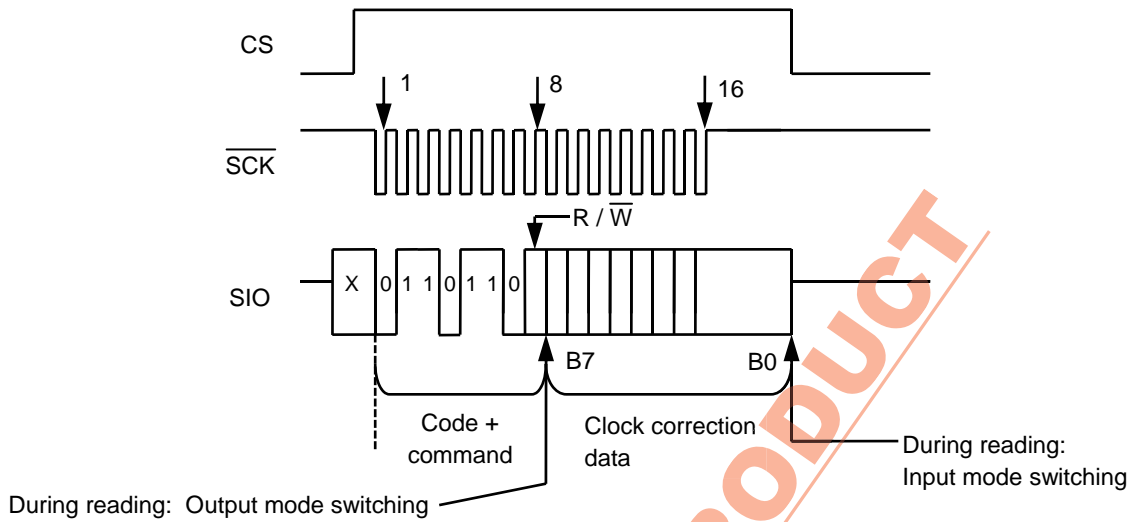 CS
1
8
16
S̅C̅K̅
R / W̅
SIO
X
0
1
1
0
1
1
0
B7
B0
Code +
command
Clock correction
data
During reading:
Input mode switching
During reading: Output mode switching
PRODUCT